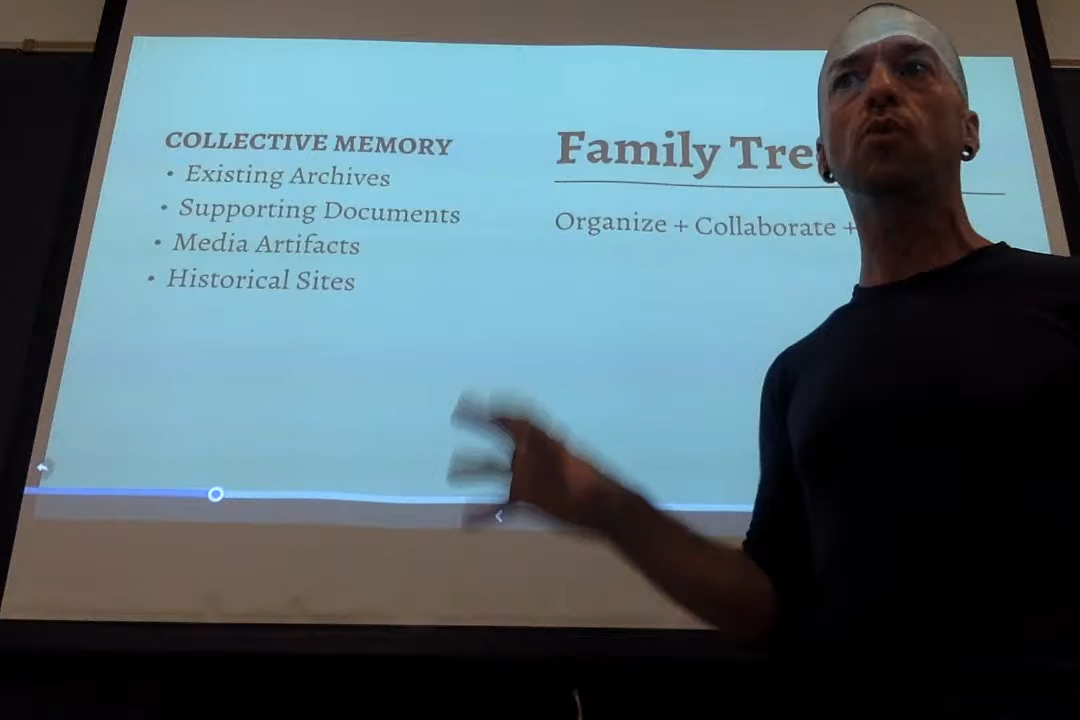 COLLECTIVE MEMORY
• Existing Archives
• Supporting Documents
• Media Artifacts
• Historical Sites
Family Tre
Organize + Collaborate +